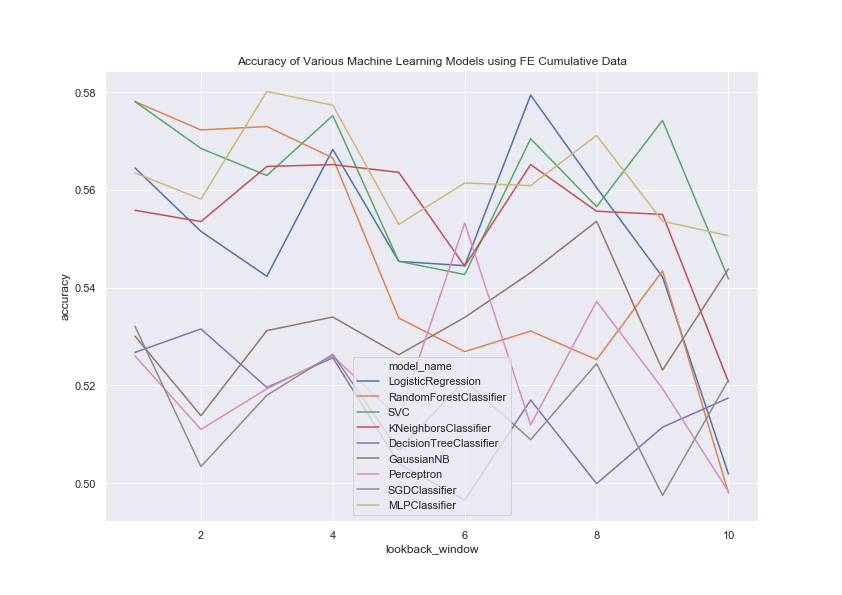 Accuracy of Various Machine Learning Models using FE Cumulative Data
0.58
0.56
0.54
0.52
0.50
accuracy
model_name
LogisticRegression
RandomForestClassifier
SVC
KNeighborsClassifier
DecisionTreeClassifier
GaussianNB
Perceptron
SGDClassifier
MLPClassifier
2 4 6 8 10
lookback_window